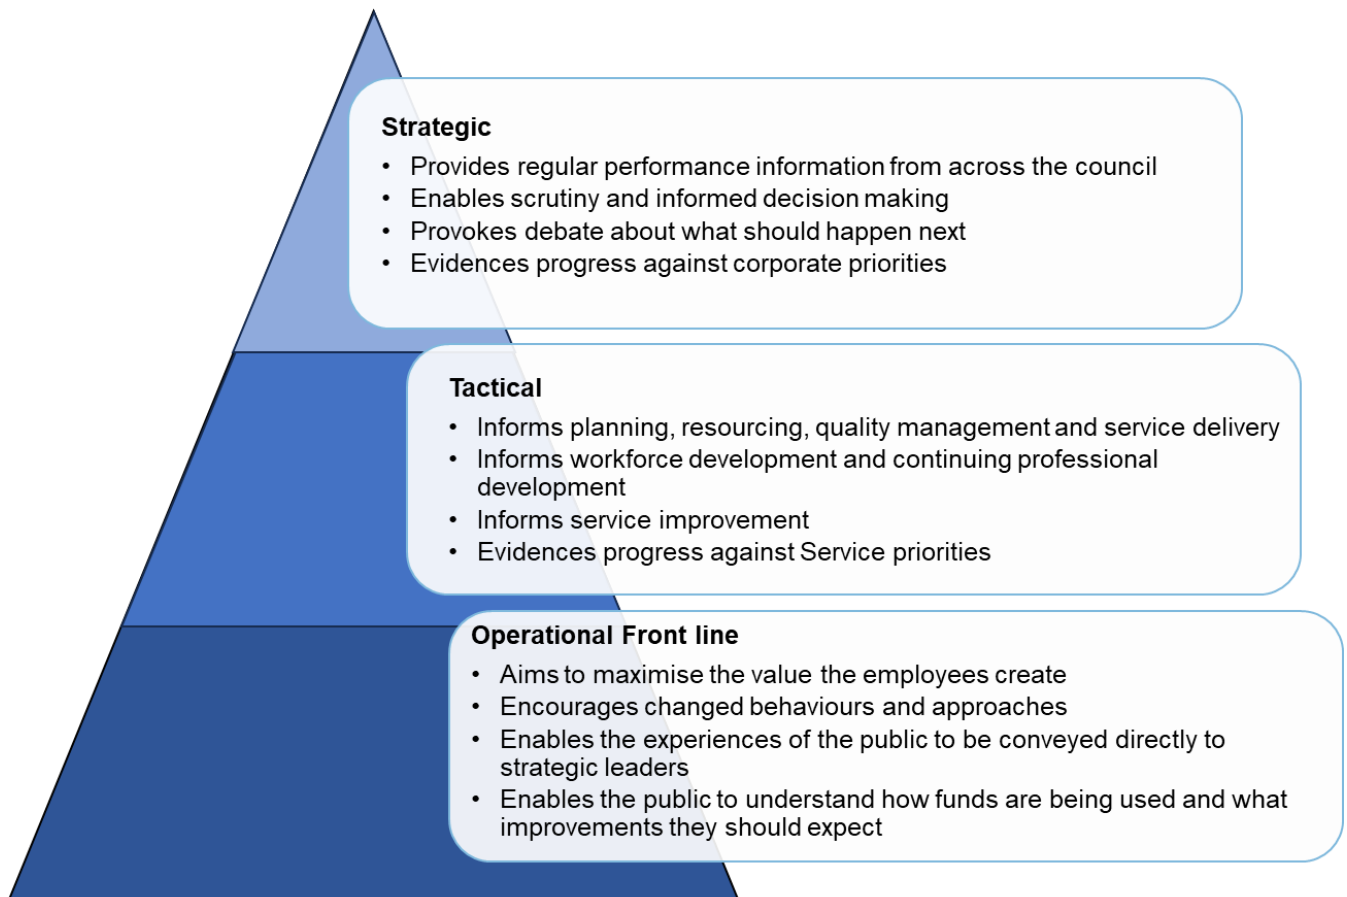 Strategic
• Provides regular performance information from across the council
• Enables scrutiny and informed decision making
• Provokes debate about what should happen next
• Evidences progress against corporate priorities
Tactical
• Informs planning, resourcing, quality management and service delivery
• Informs workforce development and continuing professional
development
• Informs service improvement
• Evidences progress against Service priorities
Operational Front line
• Aims to maximise the value the employees create
• Encourages changed behaviours and approaches
• Enables the experiences of the public to be conveyed directly to
strategic leaders
• Enables the public to understand how funds are being used and what
improvements they should expect